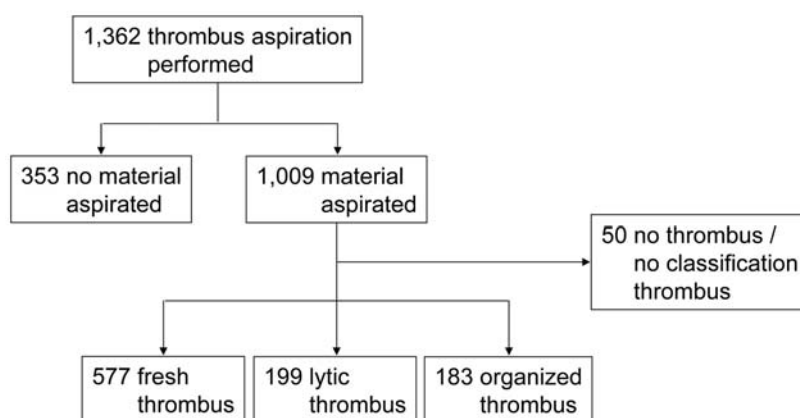 1,362 thrombus aspiration
performed
353 no material
aspirated
1,009 material
aspirated
50 no thrombus /
no classification
thrombus
577 fresh
thrombus
199 lytic
thrombus
183 organized
thrombus